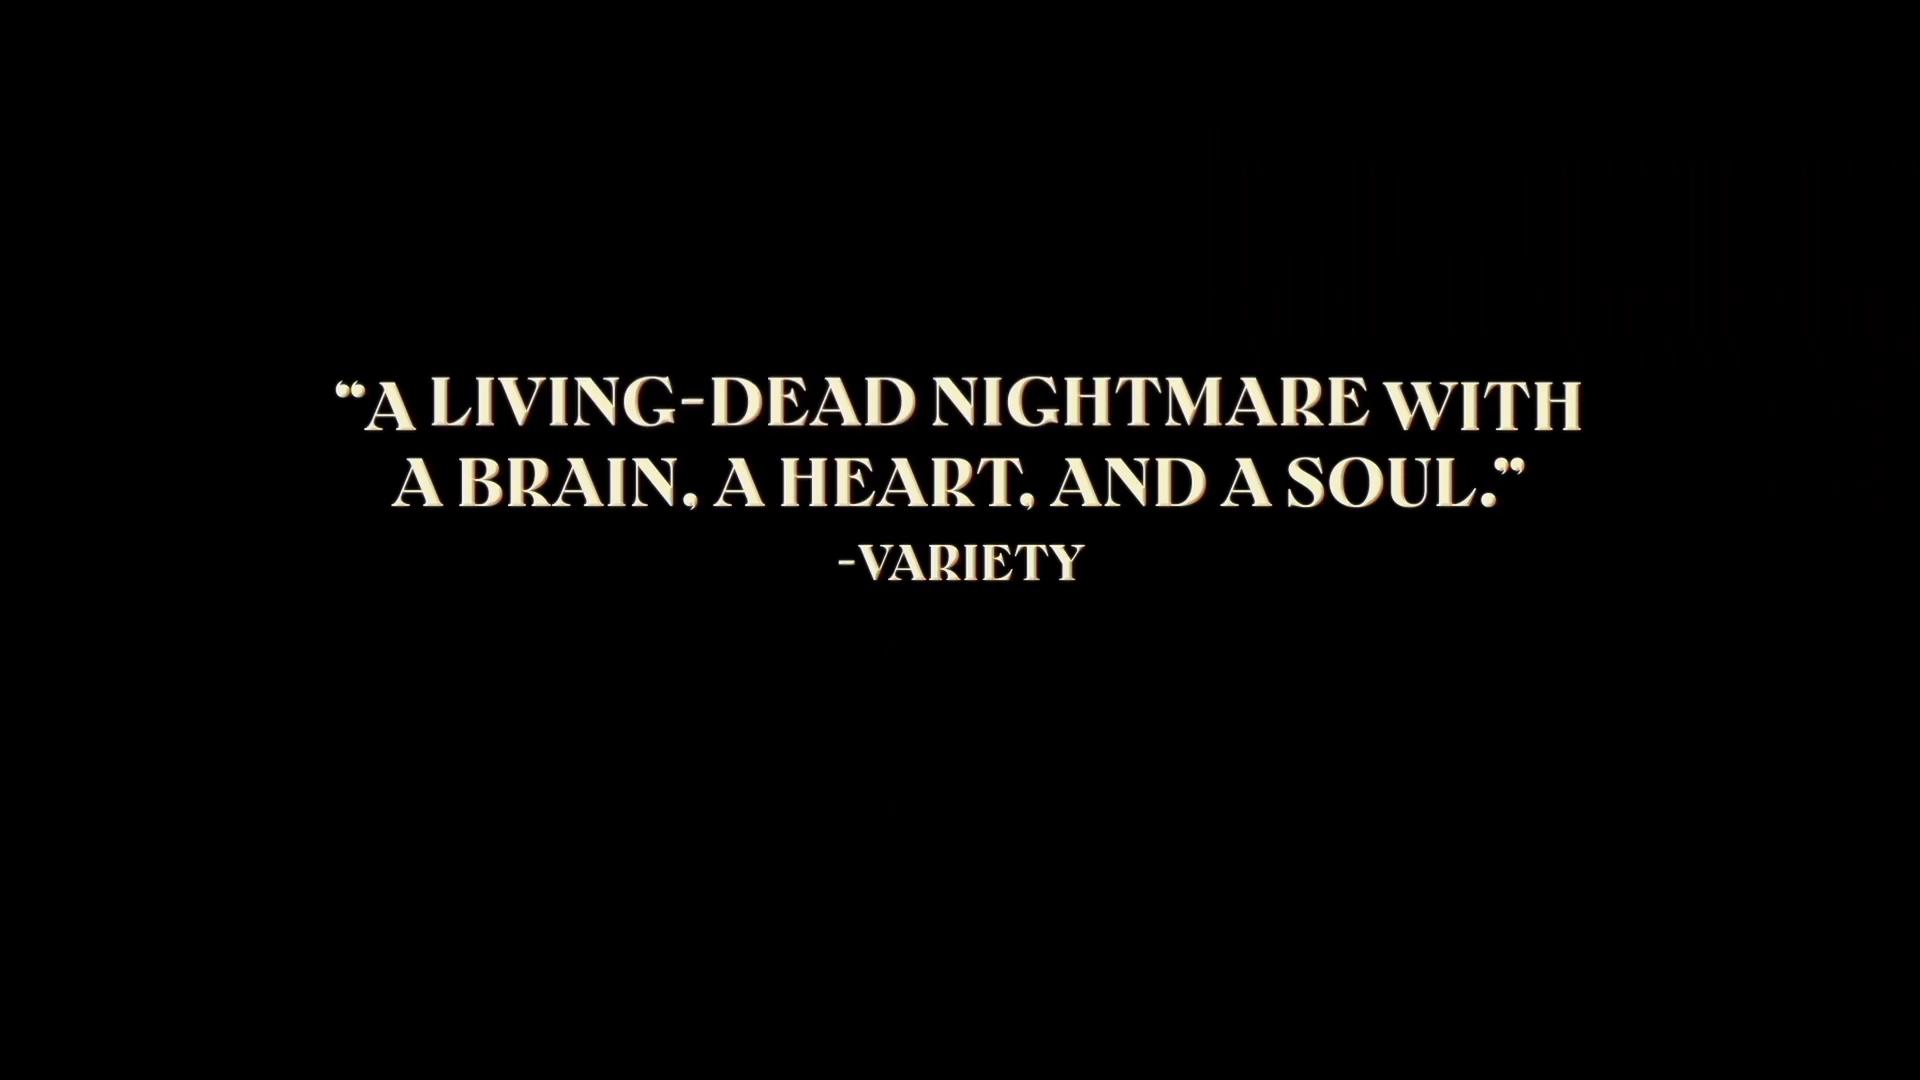 “A LIVING-DEAD NIGHTMARE WITH
A BRAIN, A HEART, AND A SOUL.”
-VARIETY